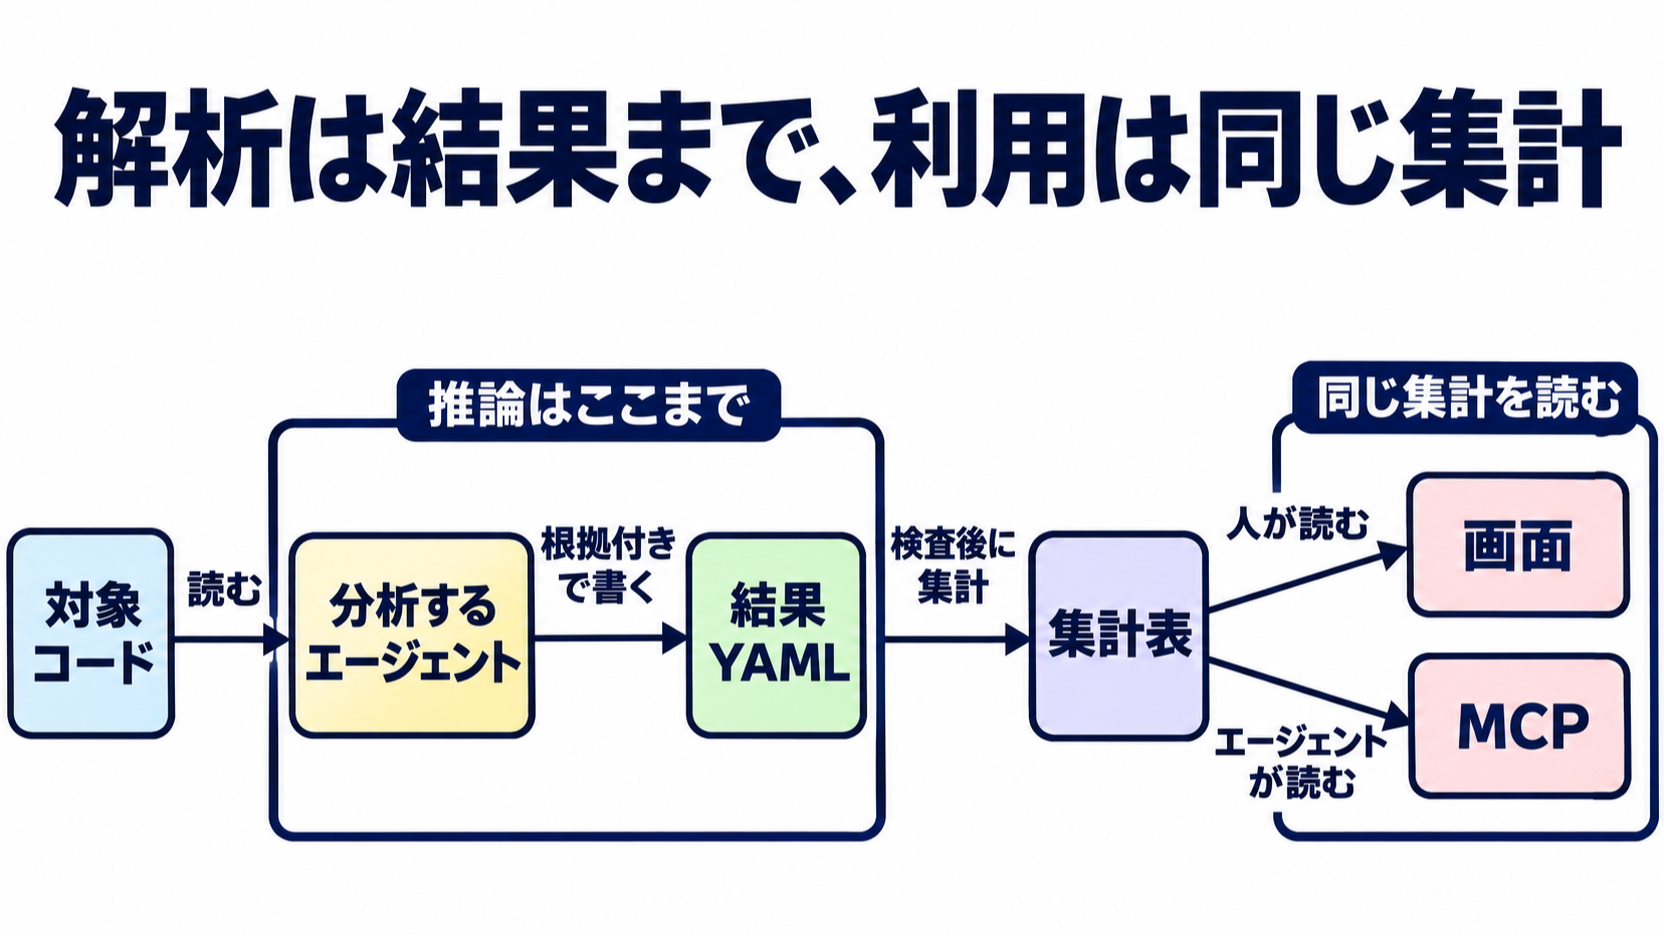 解析は結果まで、利用は同じ集計
推論はここまで
同じ集計を読む
対象
コード
読む
分析する
エージェント
根拠付き
で書く
結果
YAML
検査後に
集計
集計表
人が読む
画面
エージェント
が読む
MCP